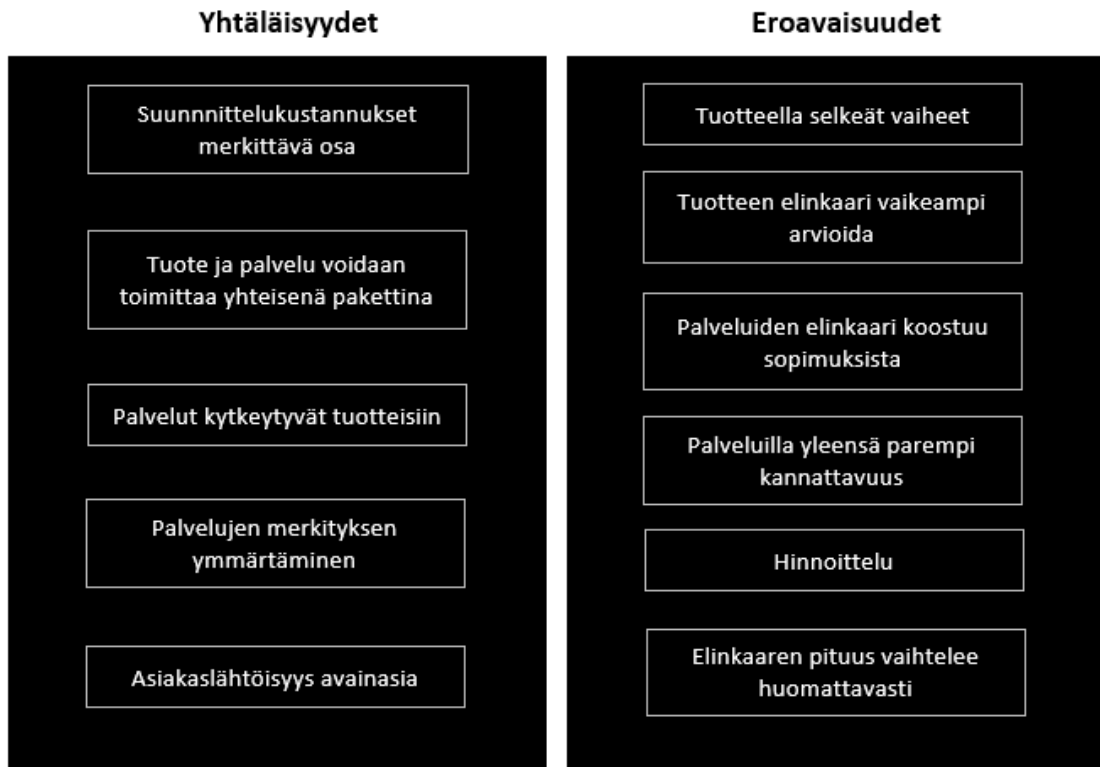 Yhtäläisyydet
Suunnnittelukustannukset
merkittävä osa
Tuote ja palvelu voidaan
toimittaa yhteisenä pakettina
Palvelut kytkeytyvät tuotteisiin
Palvelujen merkityksen
ymmärtäminen
Asiakaslähtöisyys avainasia
Eroavaisuudet
Tuotteella selkeät vaiheet
Tuotteen elinkaari vaikeampi
arvioida
Palveluiden elinkaari koostuu
sopimuksista
Palveluilla yleensä parempi
kannattavuus
Hinnoittelu
Elinkaaren pituus vaihtelee
huomattavasti